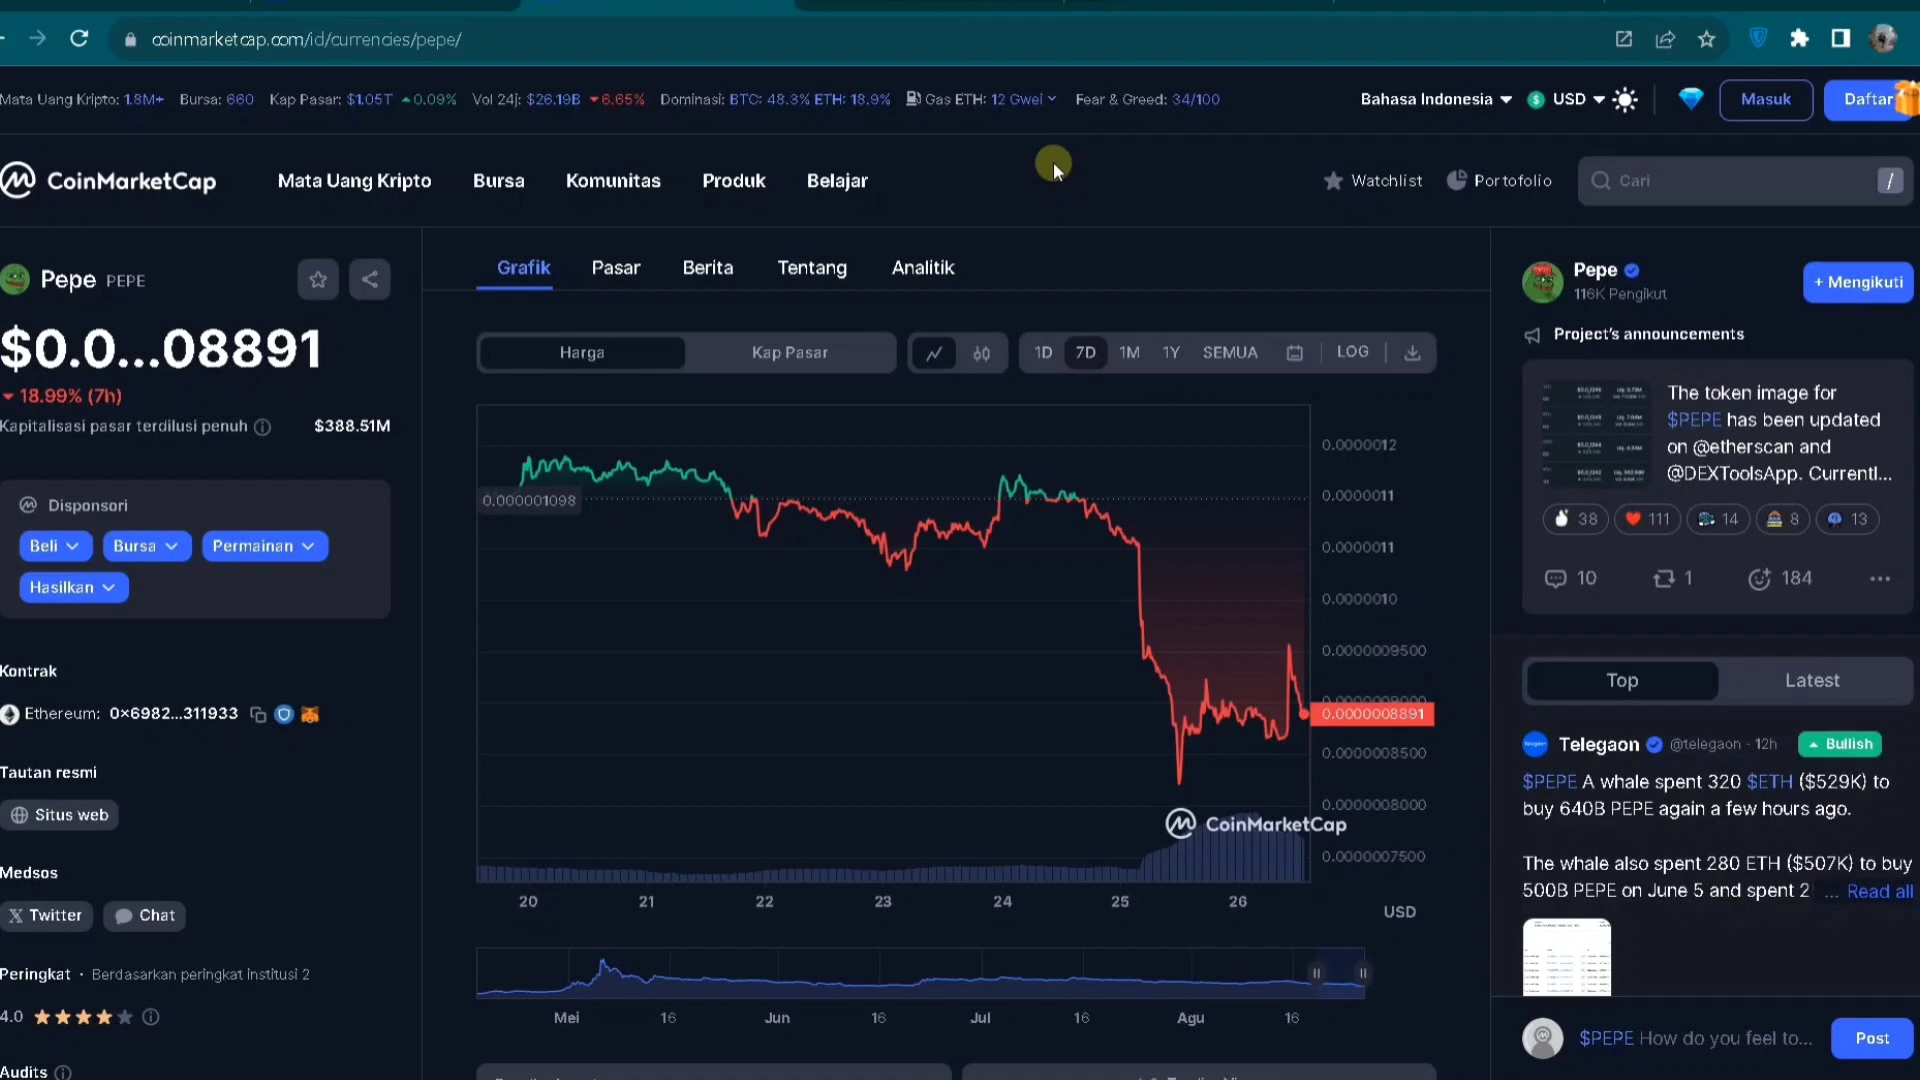 coinmarketcap.com/id/currencies/pepe/
Mata Uang Kripto: 1.8M+ Bursa: 660 Kap Pasar: $1.05T 0.09% Vol 24j: $26.19B 6.65% Dominasi: BTC: 48.3% ETH: 18.9% Gas ETH: 12 Gwei Fear & Greed: 34/100
Bahasa Indonesia USD Masuk Daftar
CoinMarketCap Mata Uang Kripto Bursa Komunitas Produk Belajar Watchlist Portofolio Cari /
Pepe PEPE
$0.0...08891
18.99% (7h)
Kapitalisasi pasar terdilusi penuh $388.51M
Disponsori
Beli Bursa Permainan
Hasilkan
Kontrak
Ethereum: 0x6982...311933
Tautan resmi
Situs web
Medsos
Twitter Chat
Peringkat · Berdasarkan peringkat institusi 2
4.0
Audits
Grafik Pasar Berita Tentang Analitik
Harga Kap Pasar 1D 7D 1M 1Y SEMUA LOG
0.0000012
0.000001098
0.0000011
0.0000011
0.0000010
0.0000009500
0.0000009000
0.0000008891
0.0000008500
0.0000008000
0.0000007500
CoinMarketCap
20 21 22 23 24 25 26
USD
Mei 16 Jun 16 Jul 16 Agu 16
Pepe
116K Pengikut
+ Mengikuti
Project's announcements
The token image for
$PEPE has been updated
on @etherscan and
@DEXToolsApp. Currentl...
38 111 14 8 13
10 1 184
Top Latest
Telegaon @telegaon · 12h Bullish
$PEPE A whale spent 320 $ETH ($529K) to
buy 640B PEPE again a few hours ago.
The whale also spent 280 ETH ($507K) to buy
500B PEPE on June 5 and spent 2 ... Read all
$PEPE How do you feel to...
Post